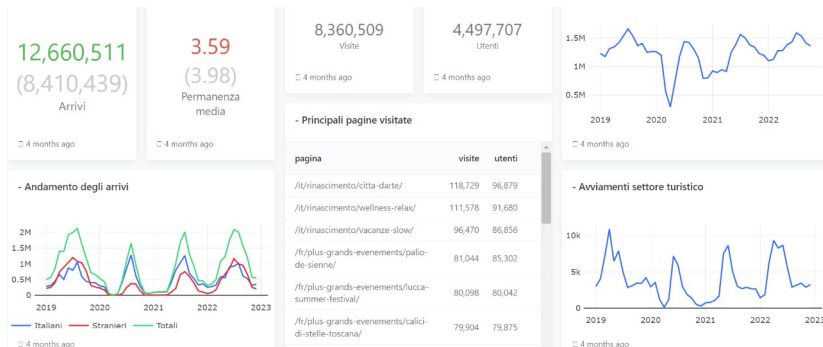 12,660,511
(8,410,439)
Arrivi
4 months ago
3.59
(3.98)
Permanenza
media
4 months ago
8,360,509
Visite
4 months ago
4,497,707
Utenti
4 months ago
1.5M
1M
0.5M
2019 2020 2021 2022
4 months ago
- Andamento degli arrivi
2M
1.5M
1M
0.5M
0
2019 2020 2021 2022 2023
Italiani Stranieri Totali
4 months ago
- Principali pagine visitate
pagina visite utenti
/it/rinascimento/citta-darte/ 118,729 96,879
/it/rinascimento/wellness-relax/ 111,578 91,680
/it/rinascimento/vacanze-slow/ 96,470 86,856
/fr/plus-grands-evenements/palio-
de-sienne/ 81,044 85,302
/fr/plus-grands-evenements/lucca-
summer-festival/ 80,098 80,042
/fr/plus-grands-evenements/calici-
di-stelle-toscana/ 79,904 79,875
- Avviamenti settore turistico
10k
5k
0
2019 2020 2021 2022 2023
4 months ago